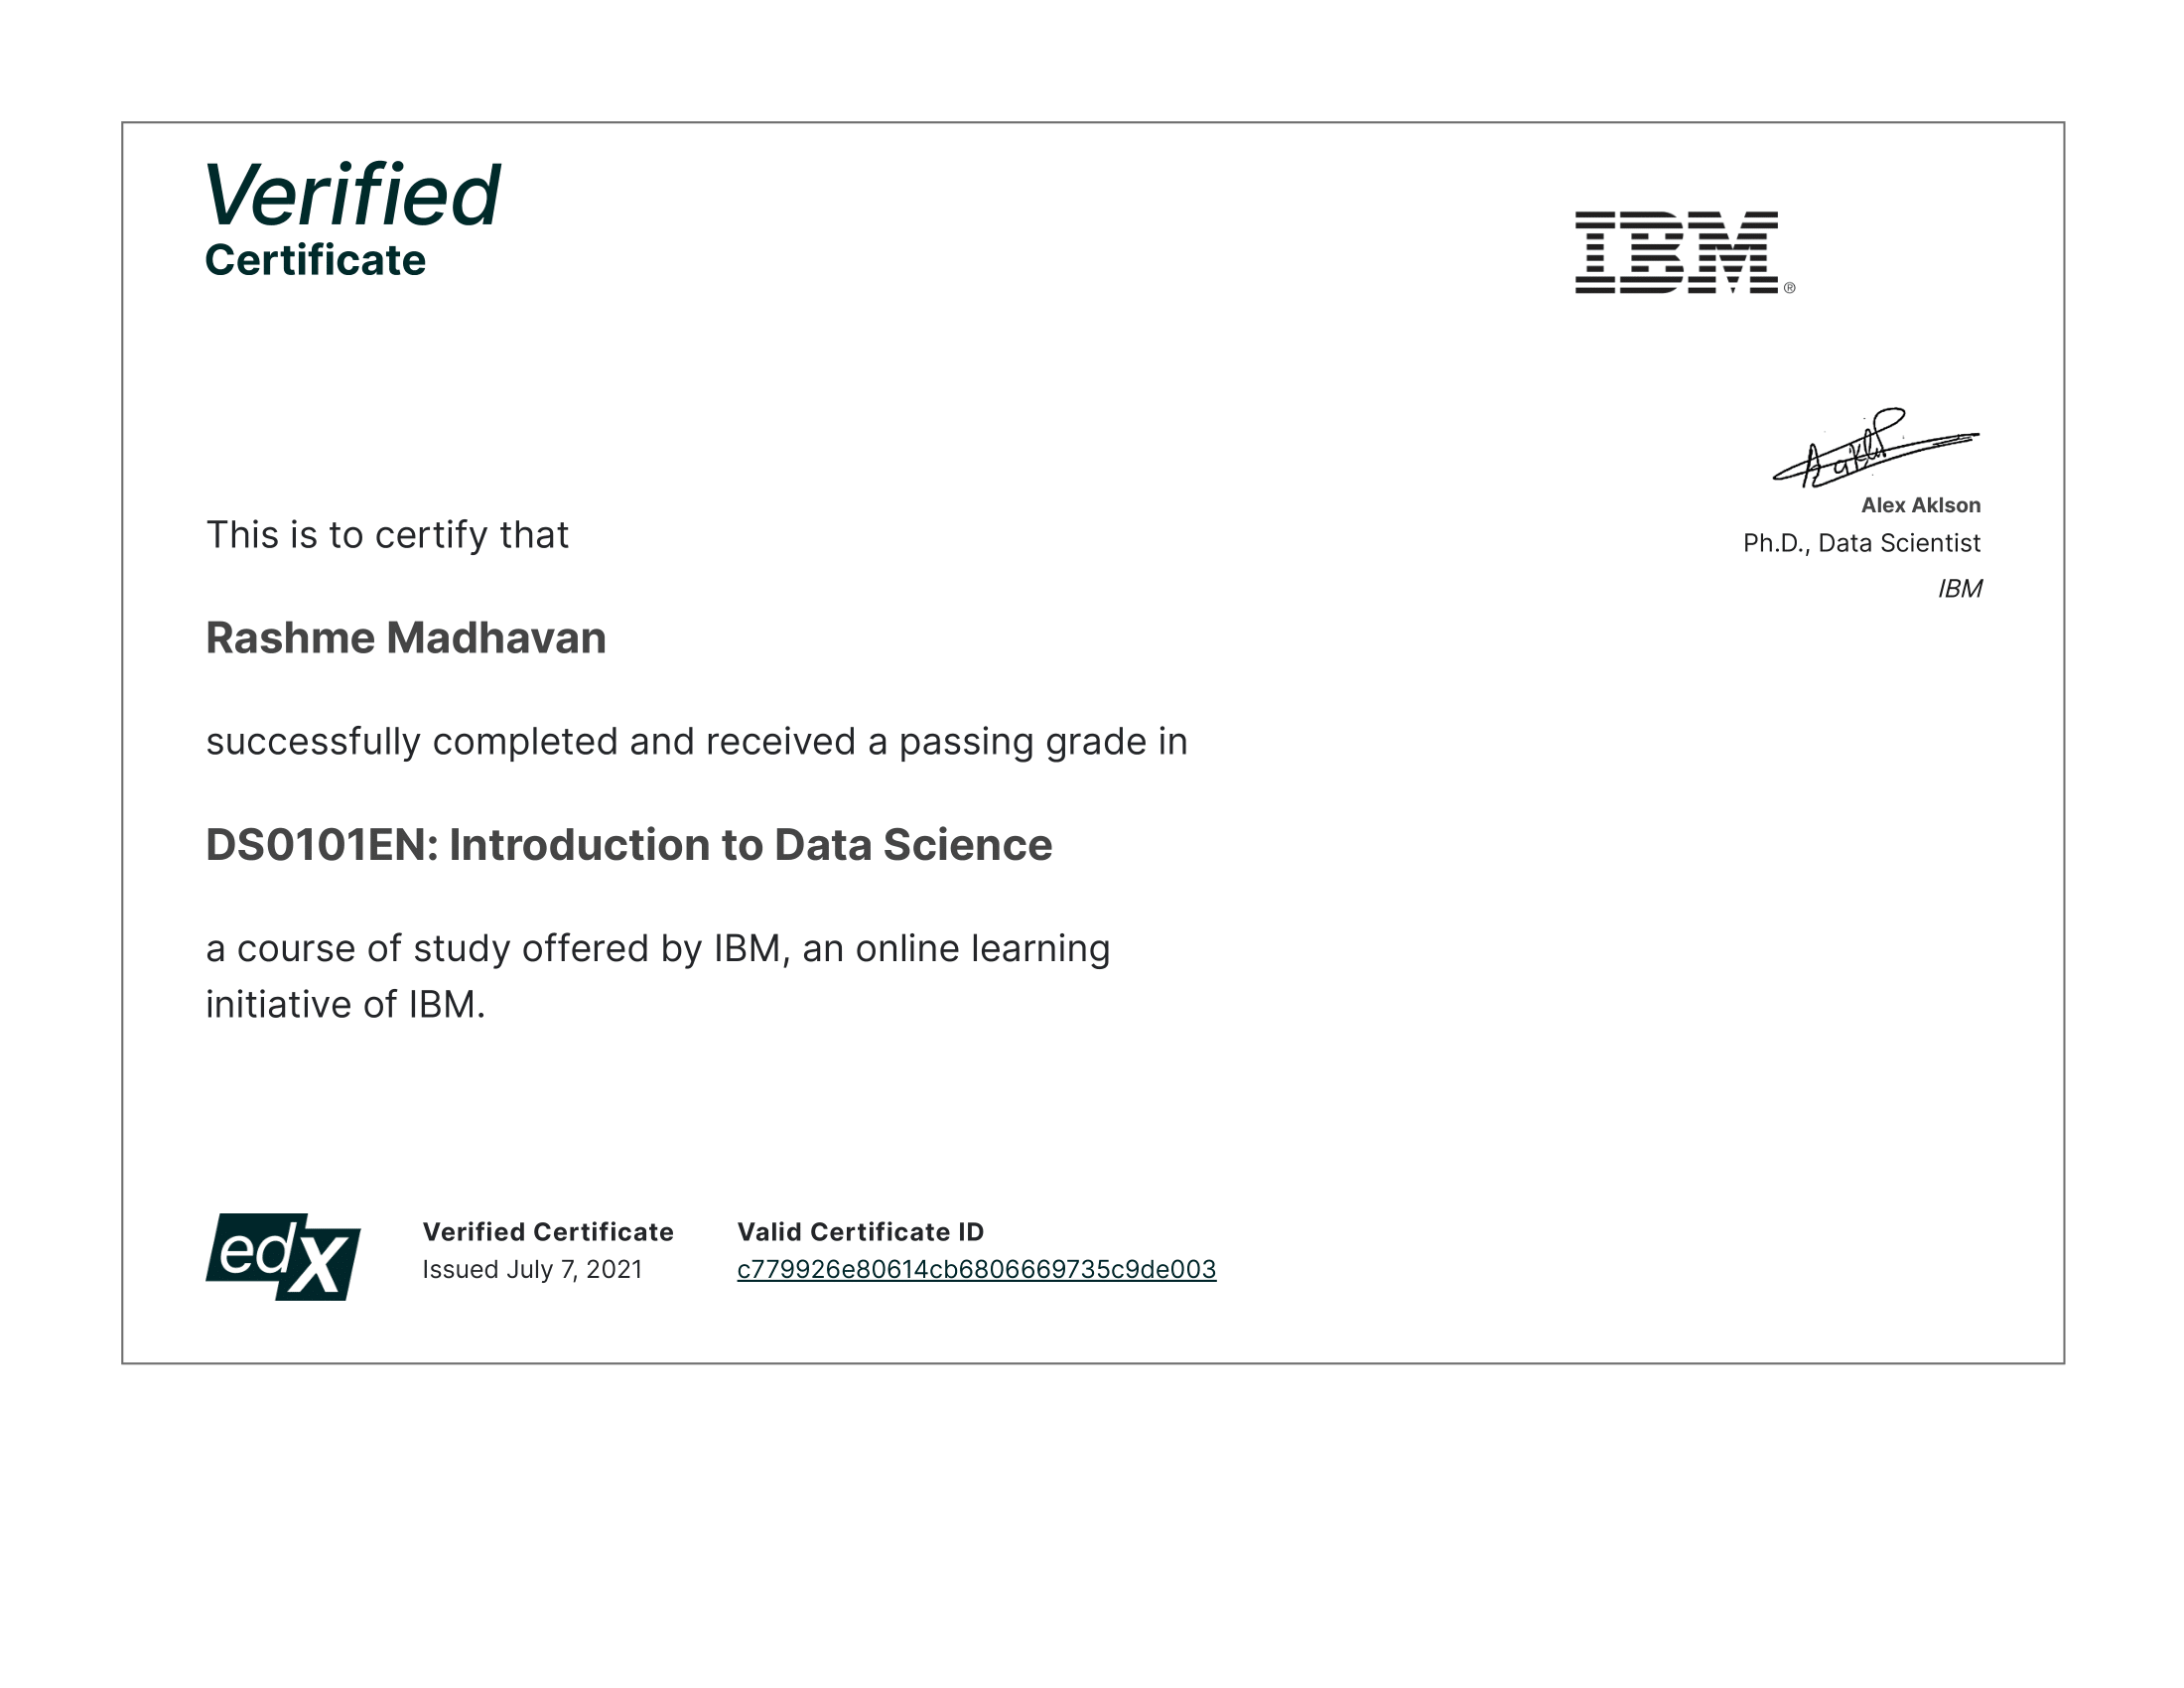 Verified
Certificate
IBM®
Alex Aklson
Ph.D., Data Scientist
IBM
This is to certify that
Rashme Madhavan
successfully completed and received a passing grade in
DS0101EN: Introduction to Data Science
a course of study offered by IBM, an online learning
initiative of IBM.
edX
Verified Certificate
Issued July 7, 2021
Valid Certificate ID
c779926e80614cb6806669735c9de003